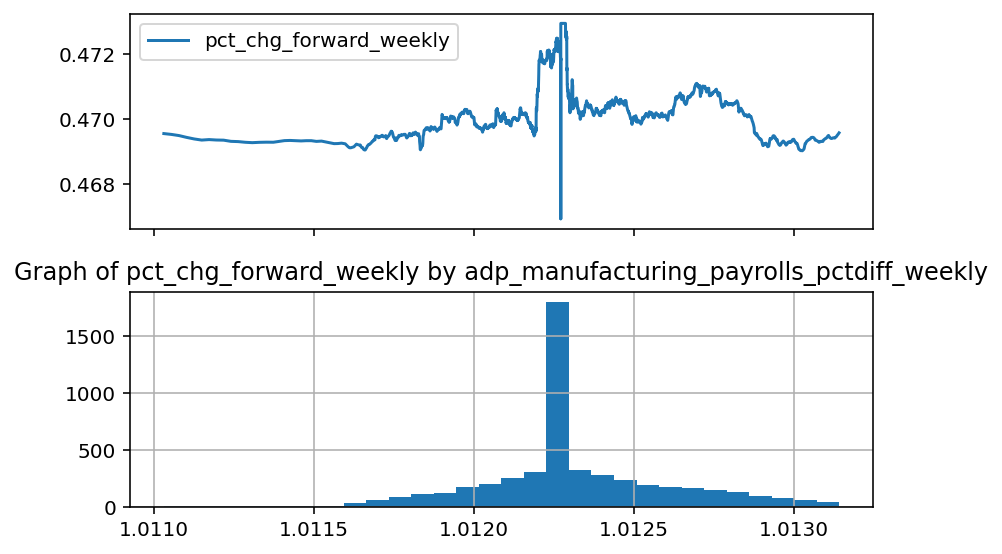 pct_chg_forward_weekly
0.472
0.470
0.468
Graph of pct_chg_forward_weekly by adp_manufacturing_payrolls_pctdiff_weekly
1500
1000
500
0
1.0110 1.0115 1.0120 1.0125 1.0130